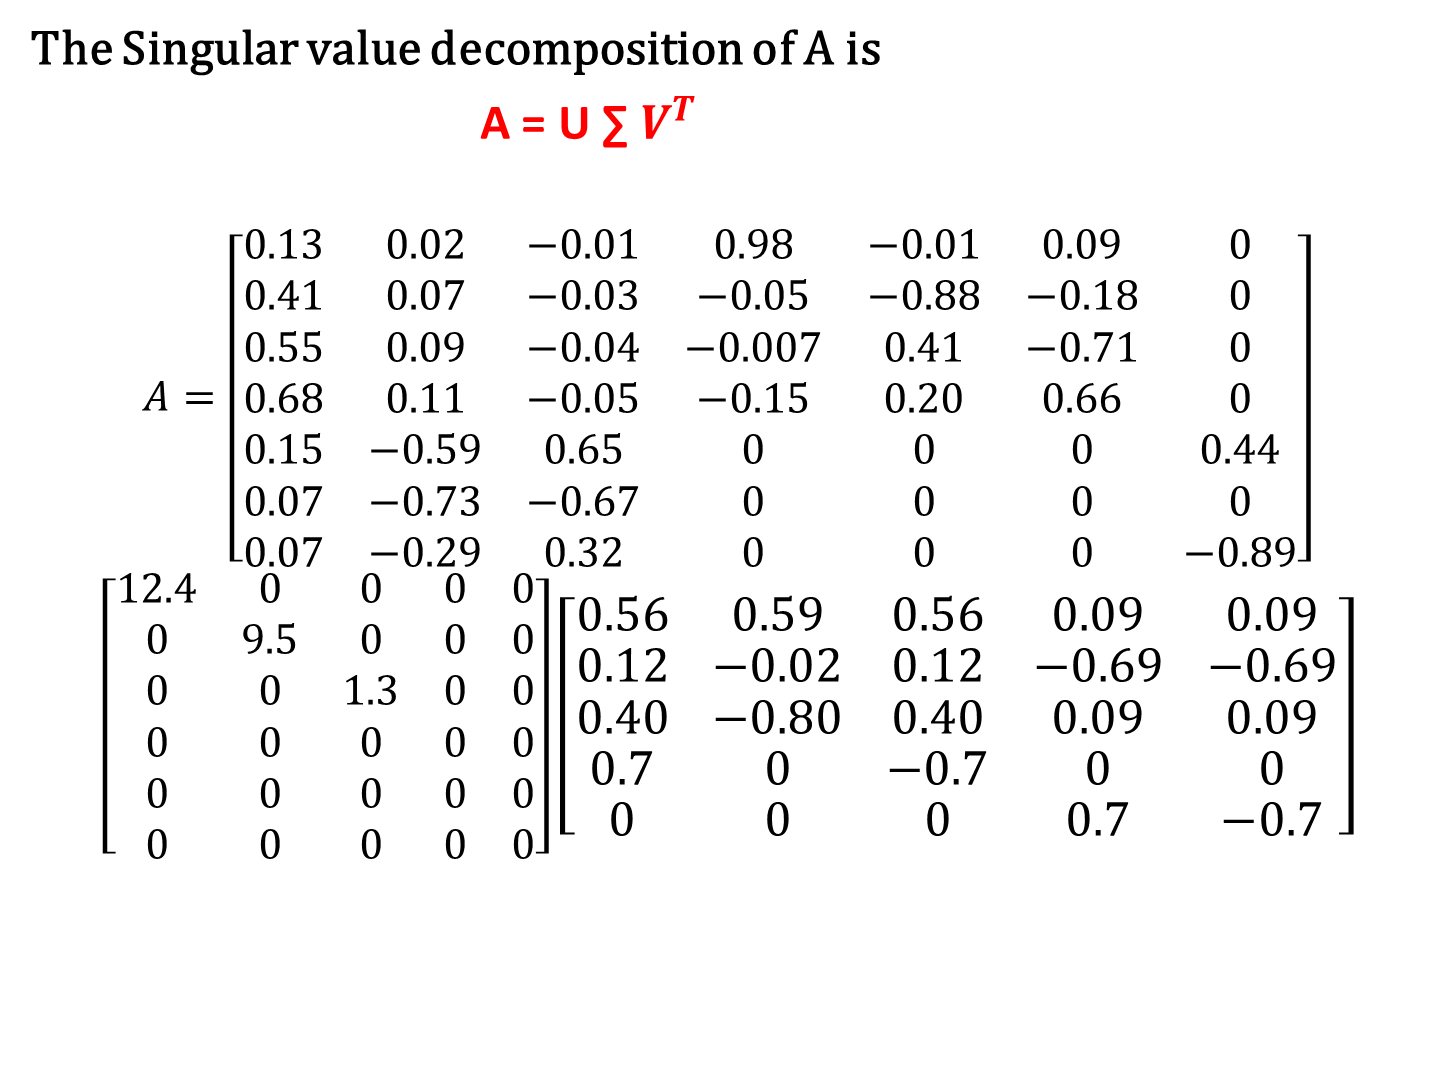 The Singular value decomposition of A is
A = U ∑ V^T
0.13 0.02 −0.01 0.98 −0.01 0.09 0
0.41 0.07 −0.03 −0.05 −0.88 −0.18 0
0.55 0.09 −0.04 −0.007 0.41 −0.71 0
A = 0.68 0.11 −0.05 −0.15 0.20 0.66 0
0.15 −0.59 0.65 0 0 0 0.44
0.07 −0.73 −0.67 0 0 0 0
0.07 −0.29 0.32 0 0 0 −0.89
12.4 0 0 0 0
0 9.5 0 0 0
0 0 1.3 0 0
0 0 0 0 0
0 0 0 0 0
0 0 0 0 0
0.56 0.59 0.56 0.09 0.09
0.12 −0.02 0.12 −0.69 −0.69
0.40 −0.80 0.40 0.09 0.09
0.7 0 −0.7 0 0
0 0 0 0.7 −0.7